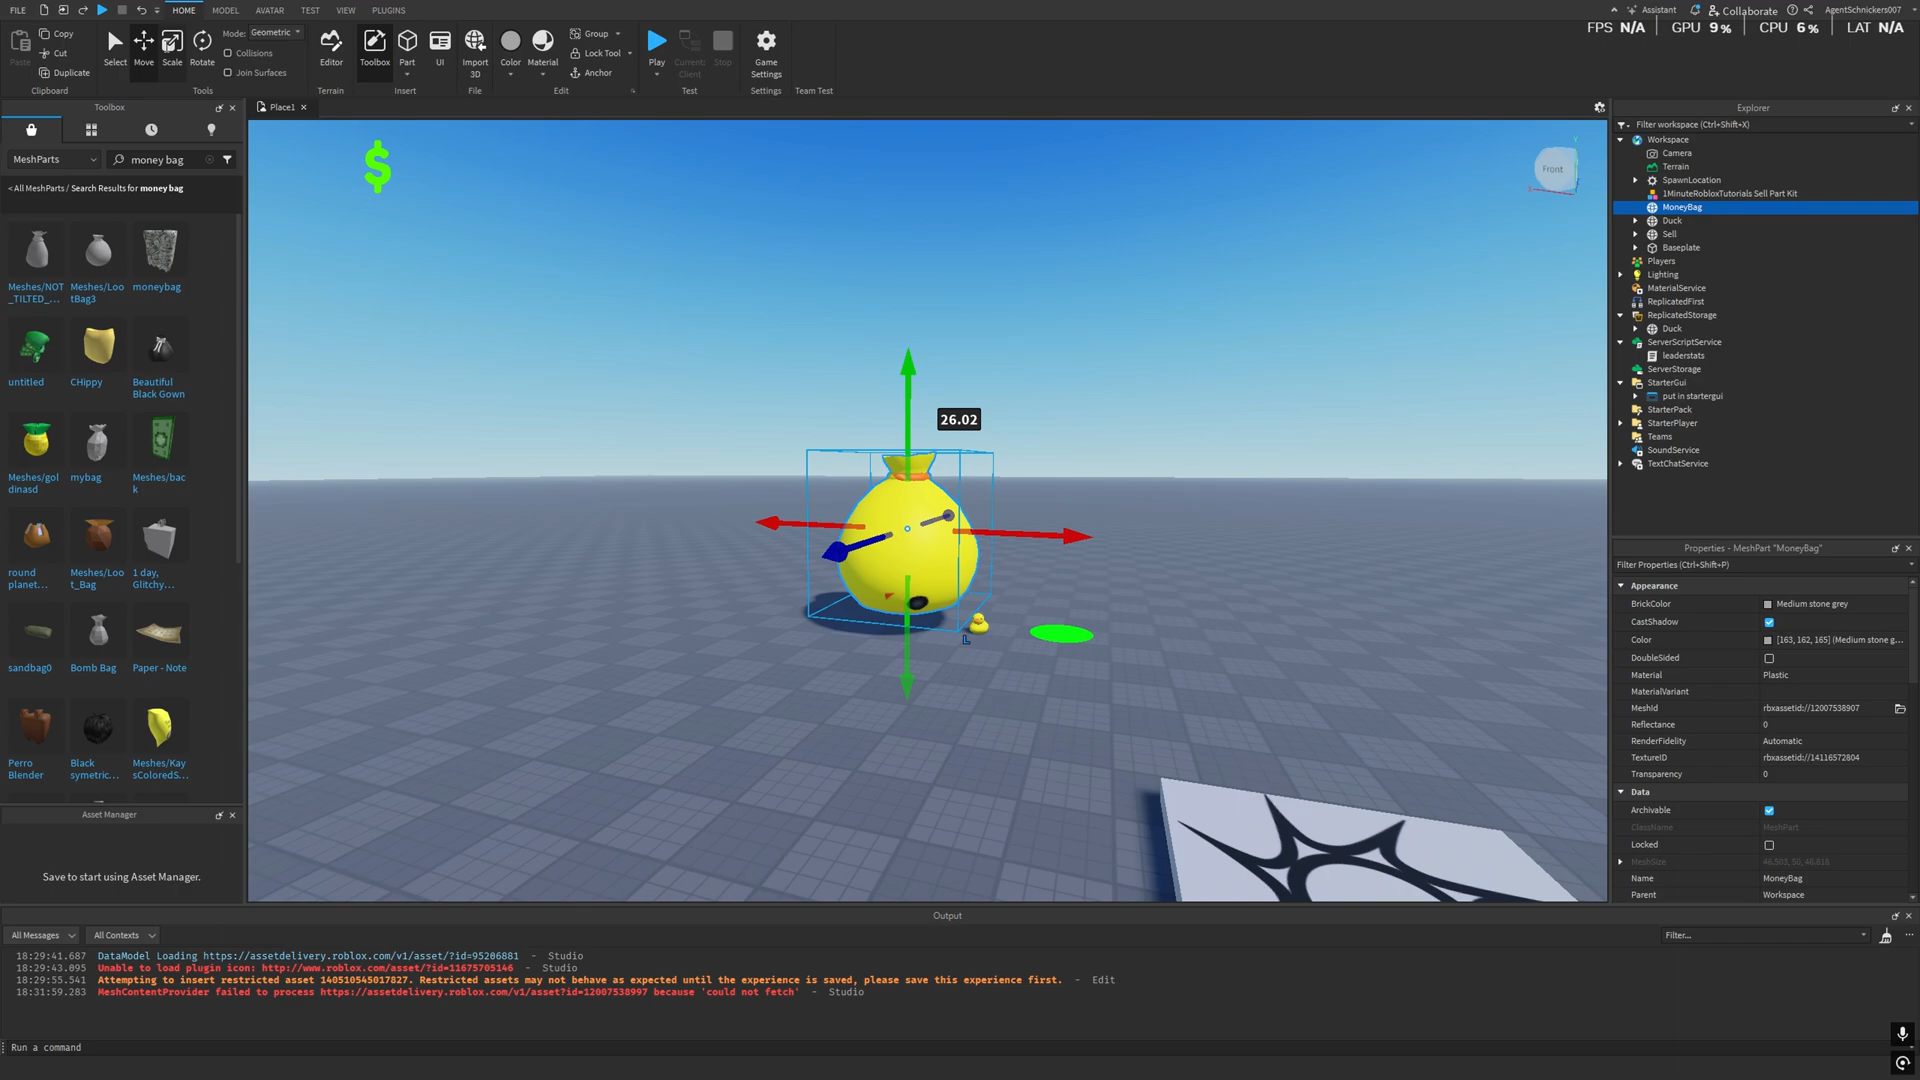 FILE
HOME
MODEL
AVATAR
TEST
VIEW
PLUGINS
Assistant
Collaborate
AgentSchnickers007
FPS N/A
GPU 9%
CPU 6%
LAT N/A
Paste
Copy
Cut
Duplicate
Clipboard
Select
Move
Scale
Rotate
Mode: Geometric
Collisions
Join Surfaces
Tools
Editor
Terrain
Toolbox
Part
UI
Insert
Import
3D
File
Color
Material
Group
Lock Tool
Anchor
Edit
Play
Current:
Client
Stop
Test
Game
Settings
Settings
Team Test
Toolbox
MeshParts
money bag
< All MeshParts / Search Results for money bag
Meshes/NOT
_TILTED_...
Meshes/Loo
tBag3
moneybag
untitled
CHippy
Beautiful
Black Gown
Meshes/gol
dinasd
mybag
Meshes/bac
k
round
planet...
Meshes/Loo
t_Bag
1 day,
Glitchy...
sandbag0
Bomb Bag
Paper - Note
Perro
Blender
Black
symetric...
Meshes/Kay
sColoredS...
Asset Manager
Save to start using Asset Manager.
Place1
$
Front
26.02
L
Explorer
Filter workspace (Ctrl+Shift+X)
Workspace
Camera
Terrain
SpawnLocation
1MinuteRobloxTutorials Sell Part Kit
MoneyBag
Duck
Sell
Baseplate
Players
Lighting
MaterialService
ReplicatedFirst
ReplicatedStorage
Duck
ServerScriptService
leaderstats
ServerStorage
StarterGui
put in startergui
StarterPack
StarterPlayer
Teams
SoundService
TextChatService
Properties - MeshPart "MoneyBag"
Filter Properties (Ctrl+Shift+P)
Appearance
BrickColor Medium stone grey
CastShadow
Color [163, 162, 165] (Medium stone g...
DoubleSided
Material Plastic
MaterialVariant
MeshId rbxassetid://12007538907
Reflectance 0
RenderFidelity Automatic
TextureID rbxassetid://14116572804
Transparency 0
Data
Archivable
ClassName MeshPart
Locked
MeshSize
Name MoneyBag
Parent Workspace
Output
All Messages
All Contexts
Filter...
18:29:41.687 DataModel Loading https://assetdelivery.roblox.com/v1/asset/?id=95206881 - Studio
18:29:43.095 Unable to load plugin icon: http://www.roblox.com/asset/?id=11675705146 - Studio
18:29:55.541 Attempting to insert restricted asset 140510545017827. Restricted assets may not behave as expected until the experience is saved, please save this experience first. - Edit
18:31:59.283 MeshContentProvider failed to process https://assetdelivery.roblox.com/v1/asset?id=12007538997 because 'could not fetch' - Studio
Run a command